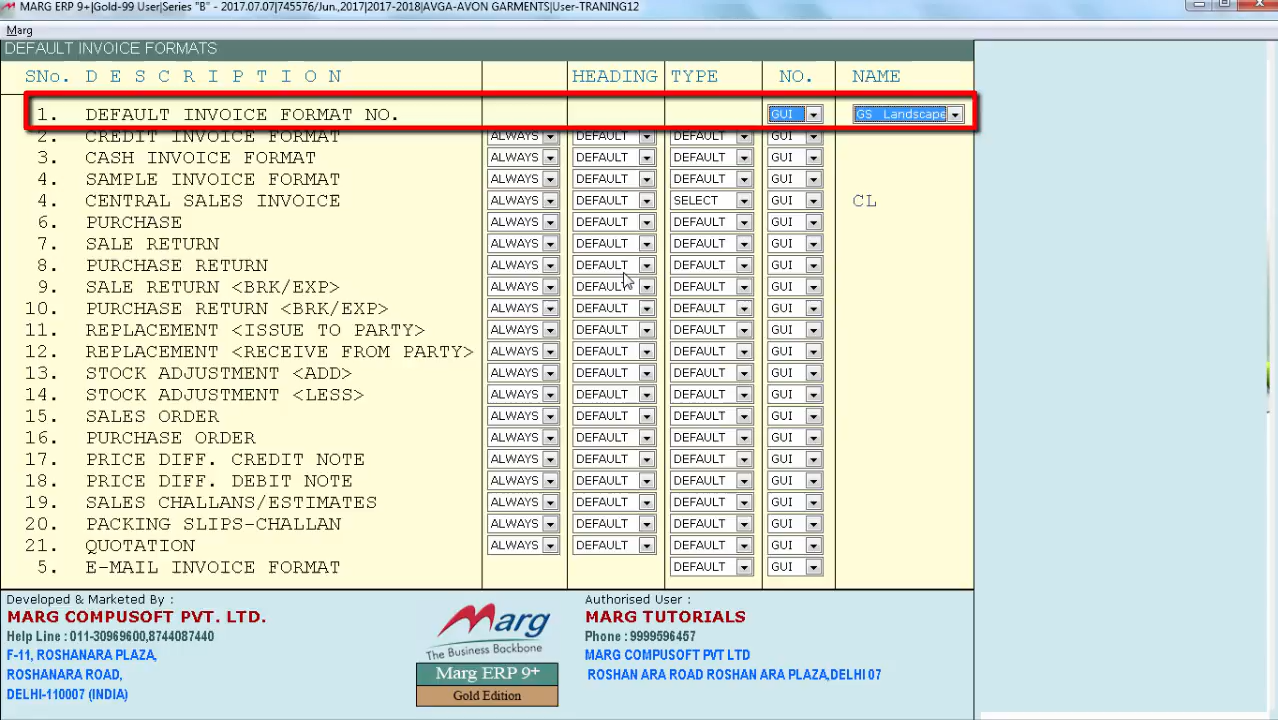 MARG ERP 9+|Gold-99 User|Series "B" - 2017.07.07|745576/Jun,2017|2017-2018|AVGA-AVON GARMENTS|User-TRANING12
Marg
DEFAULT INVOICE FORMATS
SNo. D E S C R I P T I O N HEADING TYPE NO. NAME
1. DEFAULT INVOICE FORMAT NO. GUI GS Landscape
2. CREDIT INVOICE FORMAT ALWAYS DEFAULT DEFAULT GUI
3. CASH INVOICE FORMAT ALWAYS DEFAULT DEFAULT GUI
4. SAMPLE INVOICE FORMAT ALWAYS DEFAULT DEFAULT GUI
4. CENTRAL SALES INVOICE ALWAYS DEFAULT SELECT GUI CL
6. PURCHASE ALWAYS DEFAULT DEFAULT GUI
7. SALE RETURN ALWAYS DEFAULT DEFAULT GUI
8. PURCHASE RETURN ALWAYS DEFAULT DEFAULT GUI
9. SALE RETURN <BRK/EXP> ALWAYS DEFAULT DEFAULT GUI
10. PURCHASE RETURN <BRK/EXP> ALWAYS DEFAULT DEFAULT GUI
11. REPLACEMENT <ISSUE TO PARTY> ALWAYS DEFAULT DEFAULT GUI
12. REPLACEMENT <RECEIVE FROM PARTY> ALWAYS DEFAULT DEFAULT GUI
13. STOCK ADJUSTMENT <ADD> ALWAYS DEFAULT DEFAULT GUI
14. STOCK ADJUSTMENT <LESS> ALWAYS DEFAULT DEFAULT GUI
15. SALES ORDER ALWAYS DEFAULT DEFAULT GUI
16. PURCHASE ORDER ALWAYS DEFAULT DEFAULT GUI
17. PRICE DIFF. CREDIT NOTE ALWAYS DEFAULT DEFAULT GUI
18. PRICE DIFF. DEBIT NOTE ALWAYS DEFAULT DEFAULT GUI
19. SALES CHALLANS/ESTIMATES ALWAYS DEFAULT DEFAULT GUI
20. PACKING SLIPS-CHALLAN ALWAYS DEFAULT DEFAULT GUI
21. QUOTATION ALWAYS DEFAULT DEFAULT GUI
5. E-MAIL INVOICE FORMAT DEFAULT GUI
Developed & Marketed By :
MARG COMPUSOFT PVT. LTD.
Help Line : 011-30969600,8744087440
F-11, ROSHANARA PLAZA,
ROSHANARA ROAD,
DELHI-110007 (INDIA)
Marg
The Business Backbone
Marg ERP 9+
Gold Edition
Authorised User :
MARG TUTORIALS
Phone : 9999596457
MARG COMPUSOFT PVT LTD
ROSHAN ARA ROAD ROSHAN ARA PLAZA,DELHI 07